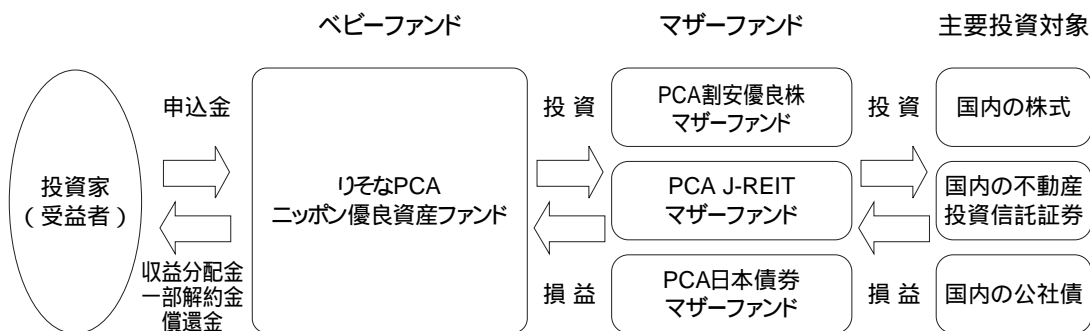 ベビーファンド
マザーファンド
主要投資対象
投資家
（受益者）
申込金
収益分配金
一部解約金
償還金
りそなPCA
ニッポン優良資産ファンド
投 資
損 益
PCA割安優良株
マザーファンド
PCA J-REIT
マザーファンド
PCA日本債券
マザーファンド
投 資
損 益
国内の株式
国内の不動産
投資信託証券
国内の公社債